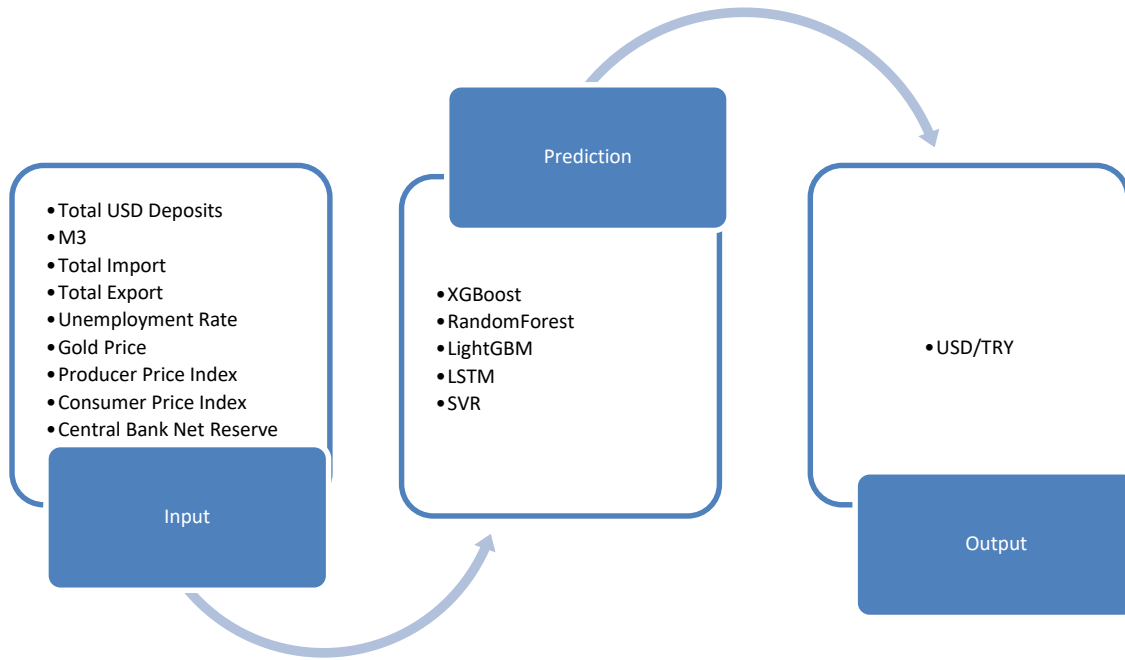 •Total USD Deposits
•M3
•Total Import
•Total Export
•Unemployment Rate
•Gold Price
•Producer Price Index
•Consumer Price Index
•Central Bank Net Reserve
Input
Prediction
•XGBoost
•RandomForest
•LightGBM
•LSTM
•SVR
•USD/TRY
Output